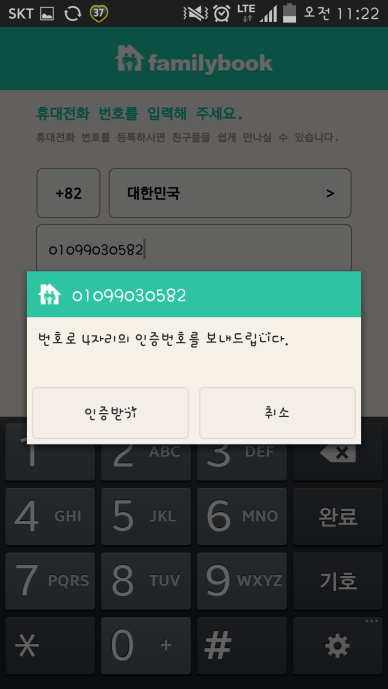 SKT 37 LTE 오전 11:22
familybook
휴대전화 번호를 입력해 주세요.
휴대전화 번호를 등록하시면 친구들을 쉽게 만나실 수 있습니다.
+82 대한민국 >
01099030582
01099030582
번호로 4자리의 인증번호를 보내드립니다.
인증받기 취소
1 2 ABC 3 DEF
4 GHI 5 JKL 6 MNO 완료
7 PQRS 8 TUV 9 WXYZ 기호
* 0 + # ...